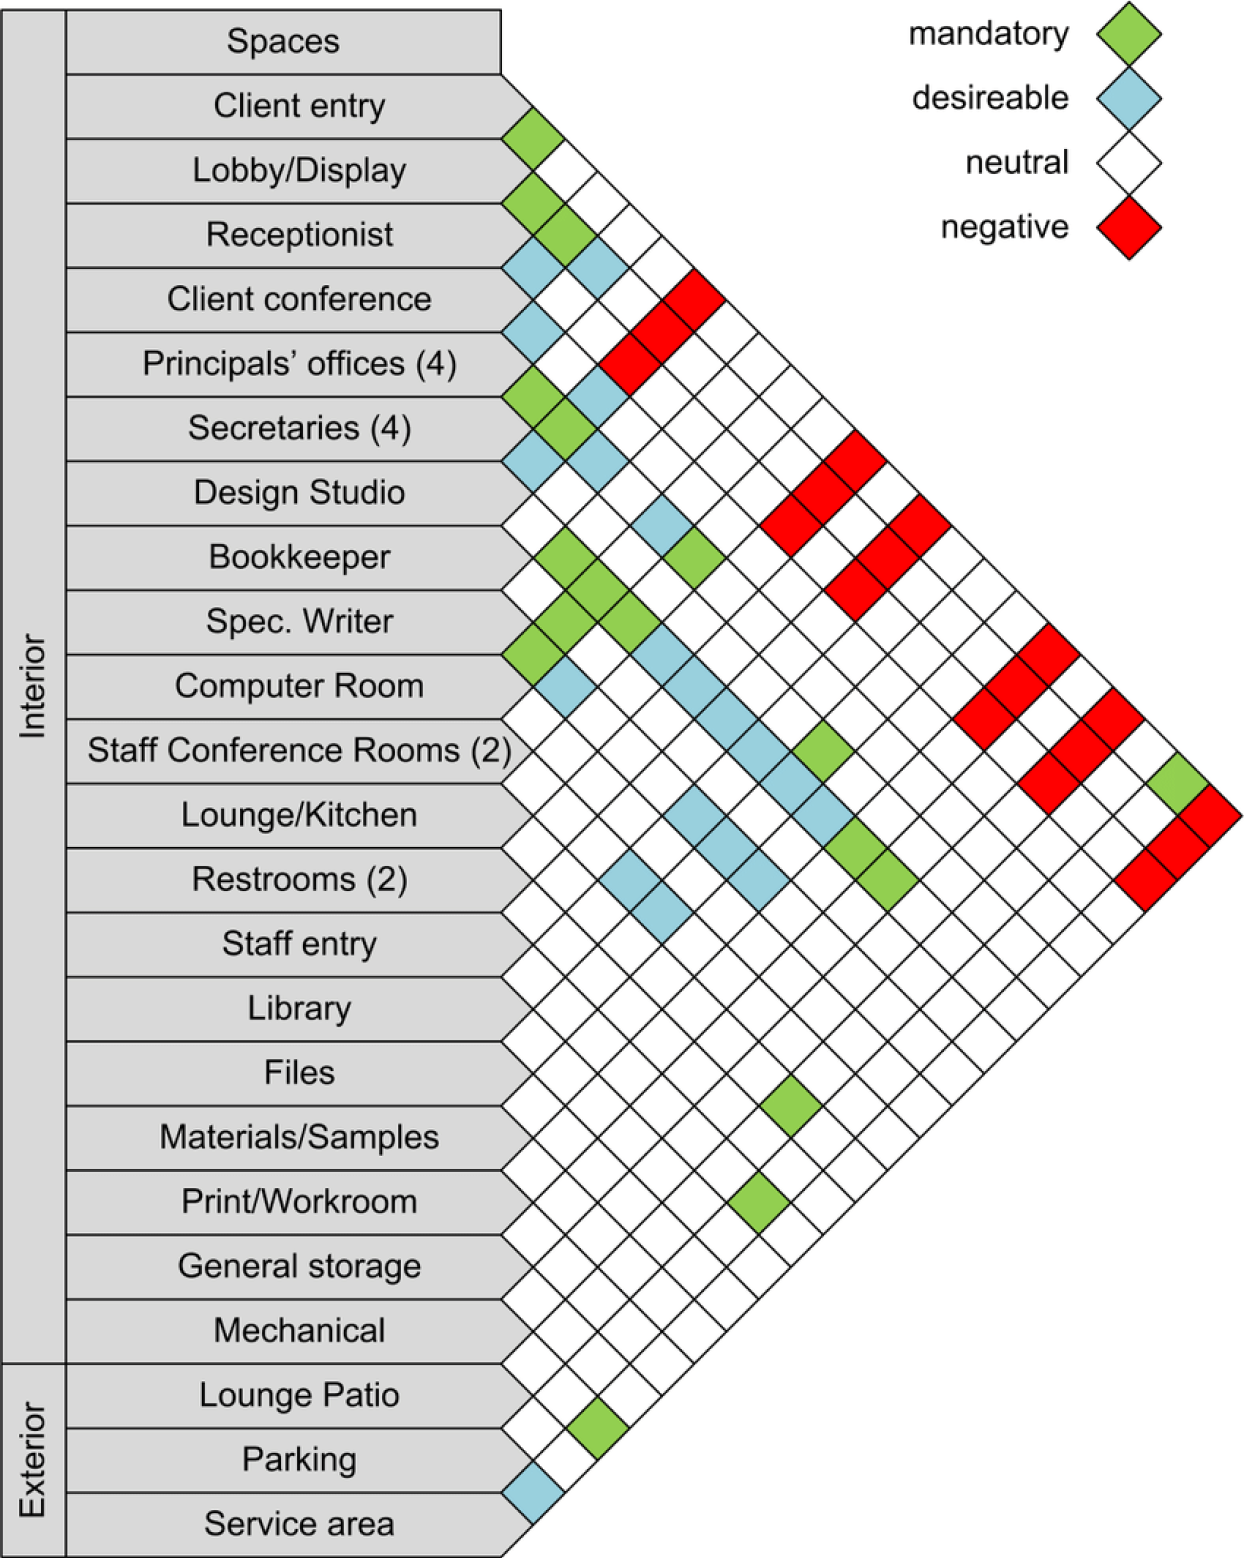 mandatory
desireable
neutral
negative
Spaces
Client entry
Lobby/Display
Receptionist
Client conference
Principals’ offices (4)
Secretaries (4)
Design Studio
Bookkeeper
Spec. Writer
Computer Room
Staff Conference Rooms (2)
Lounge/Kitchen
Restrooms (2)
Staff entry
Library
Files
Materials/Samples
Print/Workroom
General storage
Mechanical
Lounge Patio
Parking
Service area
Interior
Exterior